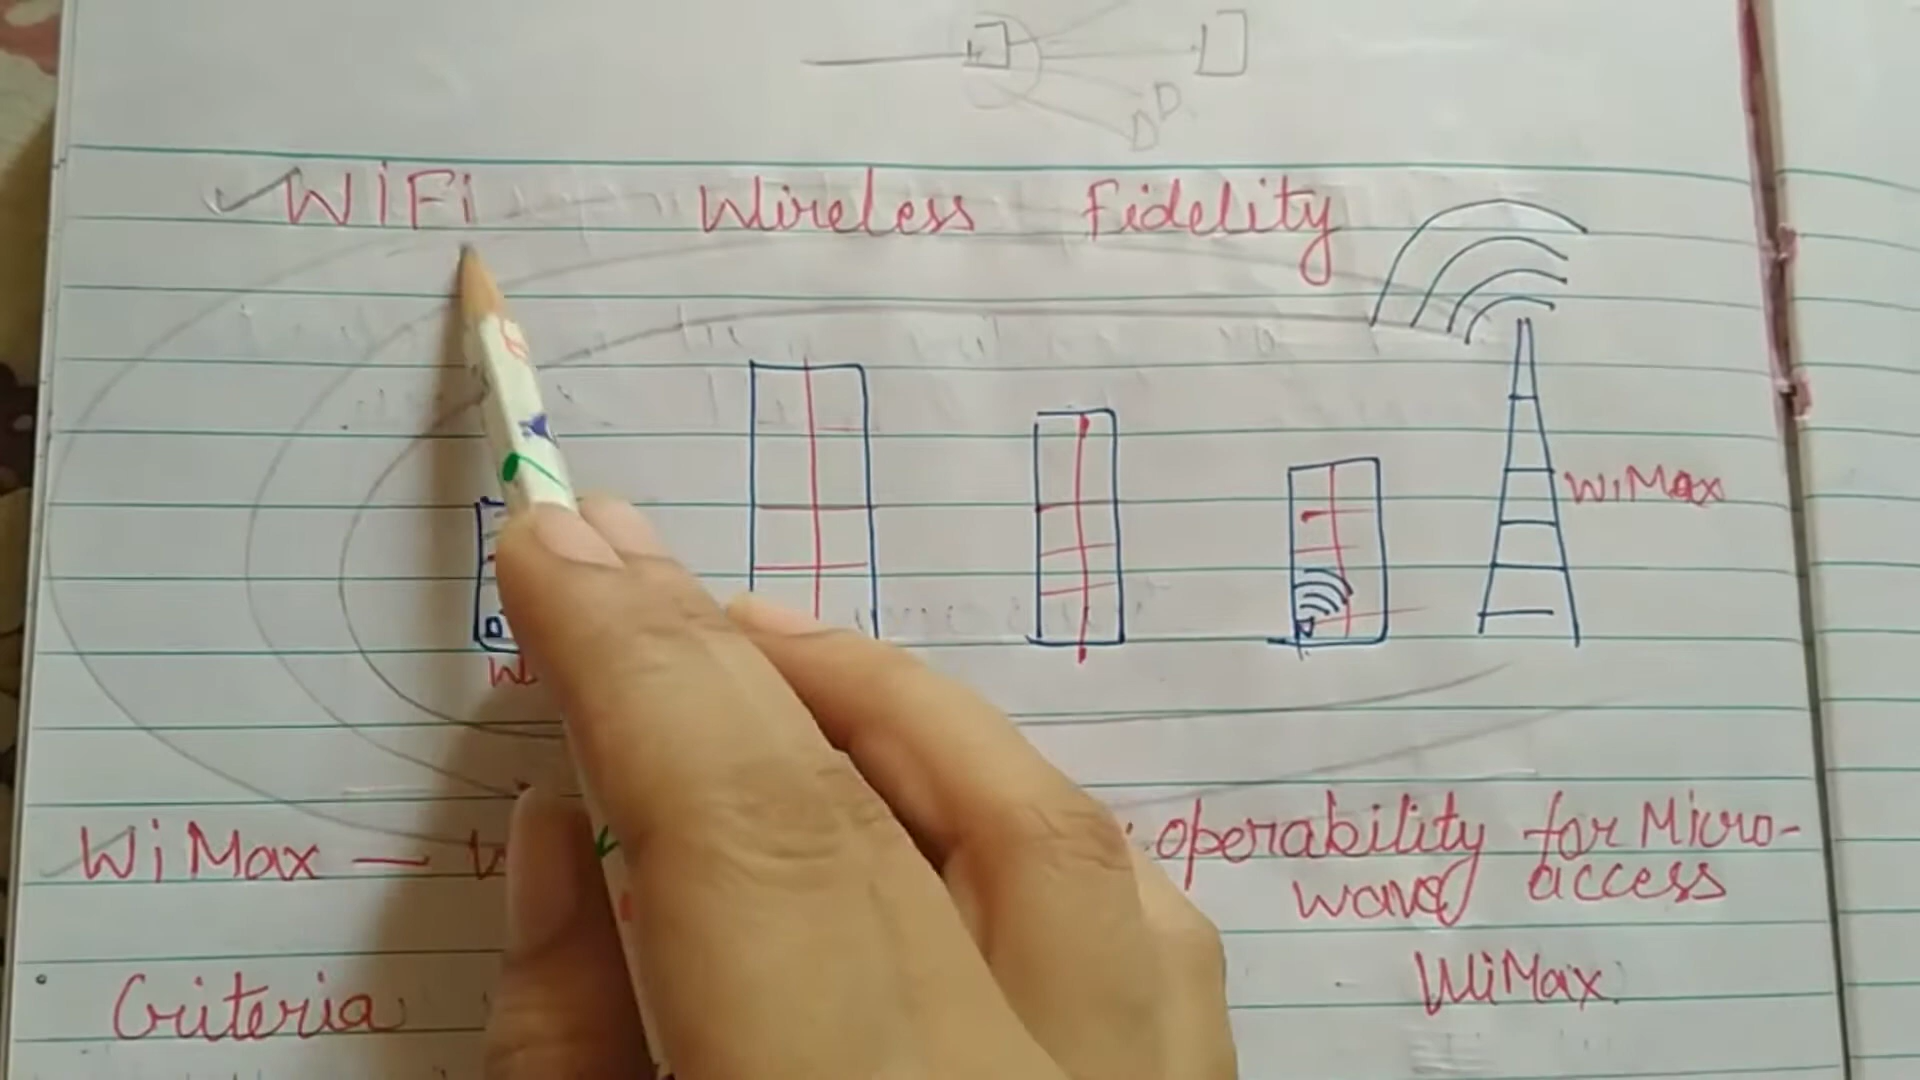 WiFi — Wireless Fidelity
WiMax
WiMax —
operability for Micro-
wave access
Criteria
WiMax